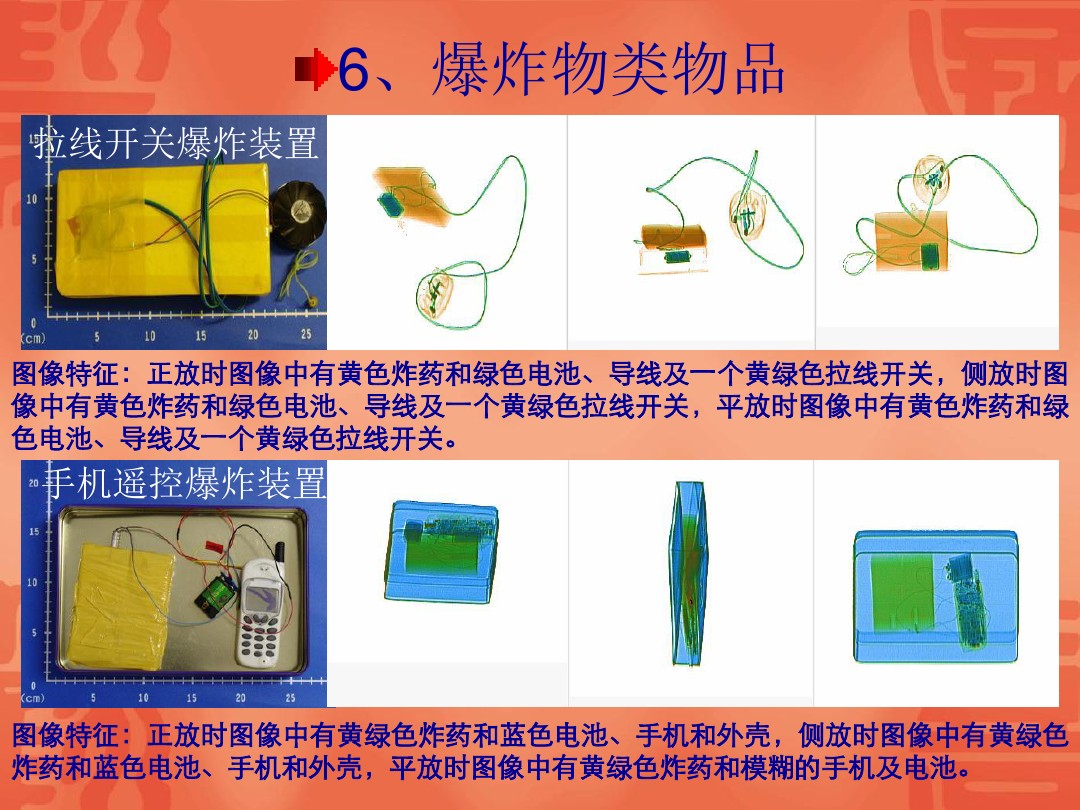 6、爆炸物类物品
拉线开关爆炸装置
15
10
5
0
(cm)
5 10 15 20 25
图像特征：正放时图像中有黄色炸药和绿色电池、导线及一个黄绿色拉线开关，侧放时图
像中有黄色炸药和绿色电池、导线及一个黄绿色拉线开关，平放时图像中有黄色炸药和绿
色电池、导线及一个黄绿色拉线开关。
手机遥控爆炸装置
20
15
10
5
0
(cm)
5 10 15 20 25
图像特征：正放时图像中有黄绿色炸药和蓝色电池、手机和外壳，侧放时图像中有黄绿色
炸药和蓝色电池、手机和外壳，平放时图像中有黄绿色炸药和模糊的手机及电池。